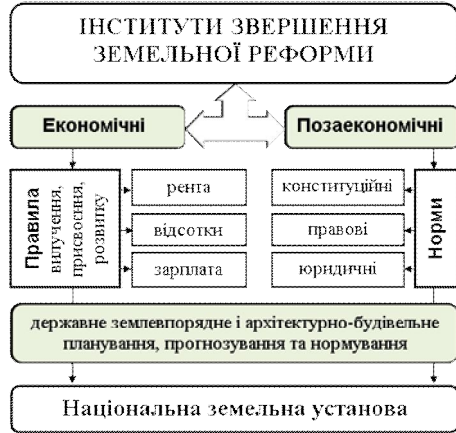 ІНСТИТУТИ ЗВЕРШЕННЯ
ЗЕМЕЛЬНОЇ РЕФОРМИ
Економічні
Позаекономічні
Правила
вилучення,
присвоєння,
розвитку
рента
відсотки
зарплата
конституційні
правові
юридичні
Норми
державне землевпорядне і архітектурно-будівельне
планування, прогнозування та нормування
Національна земельна установа